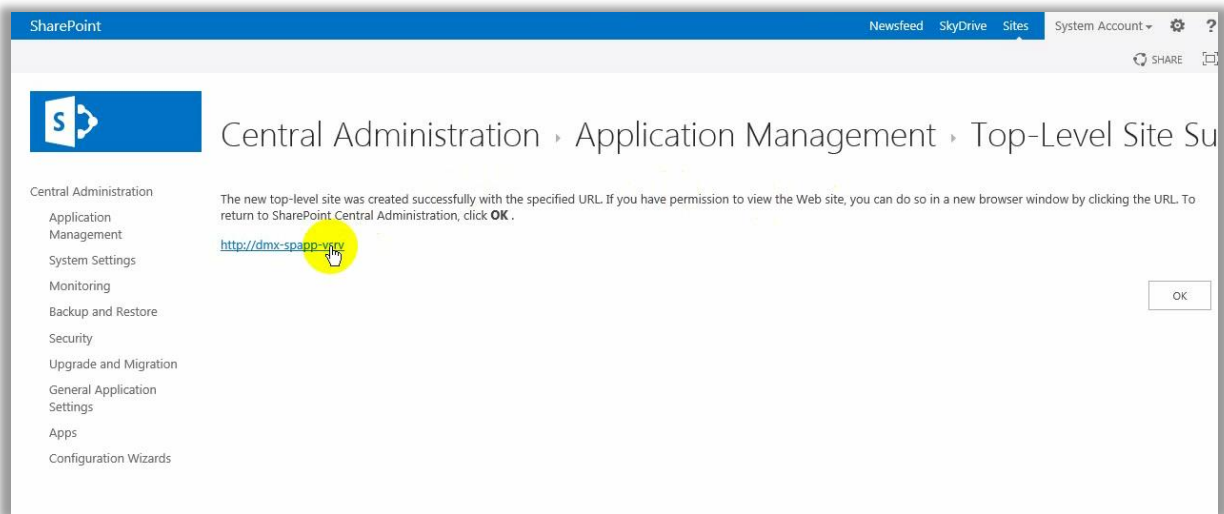 SharePoint
Newsfeed SkyDrive Sites System Account ?
SHARE
S
Central Administration ▸ Application Management ▸ Top-Level Site Su
Central Administration
Application
Management
System Settings
Monitoring
Backup and Restore
Security
Upgrade and Migration
General Application
Settings
Apps
Configuration Wizards
The new top-level site was created successfully with the specified URL. If you have permission to view the Web site, you can do so in a new browser window by clicking the URL. To
return to SharePoint Central Administration, click OK .
http://dmx-spapp-vsrv
OK